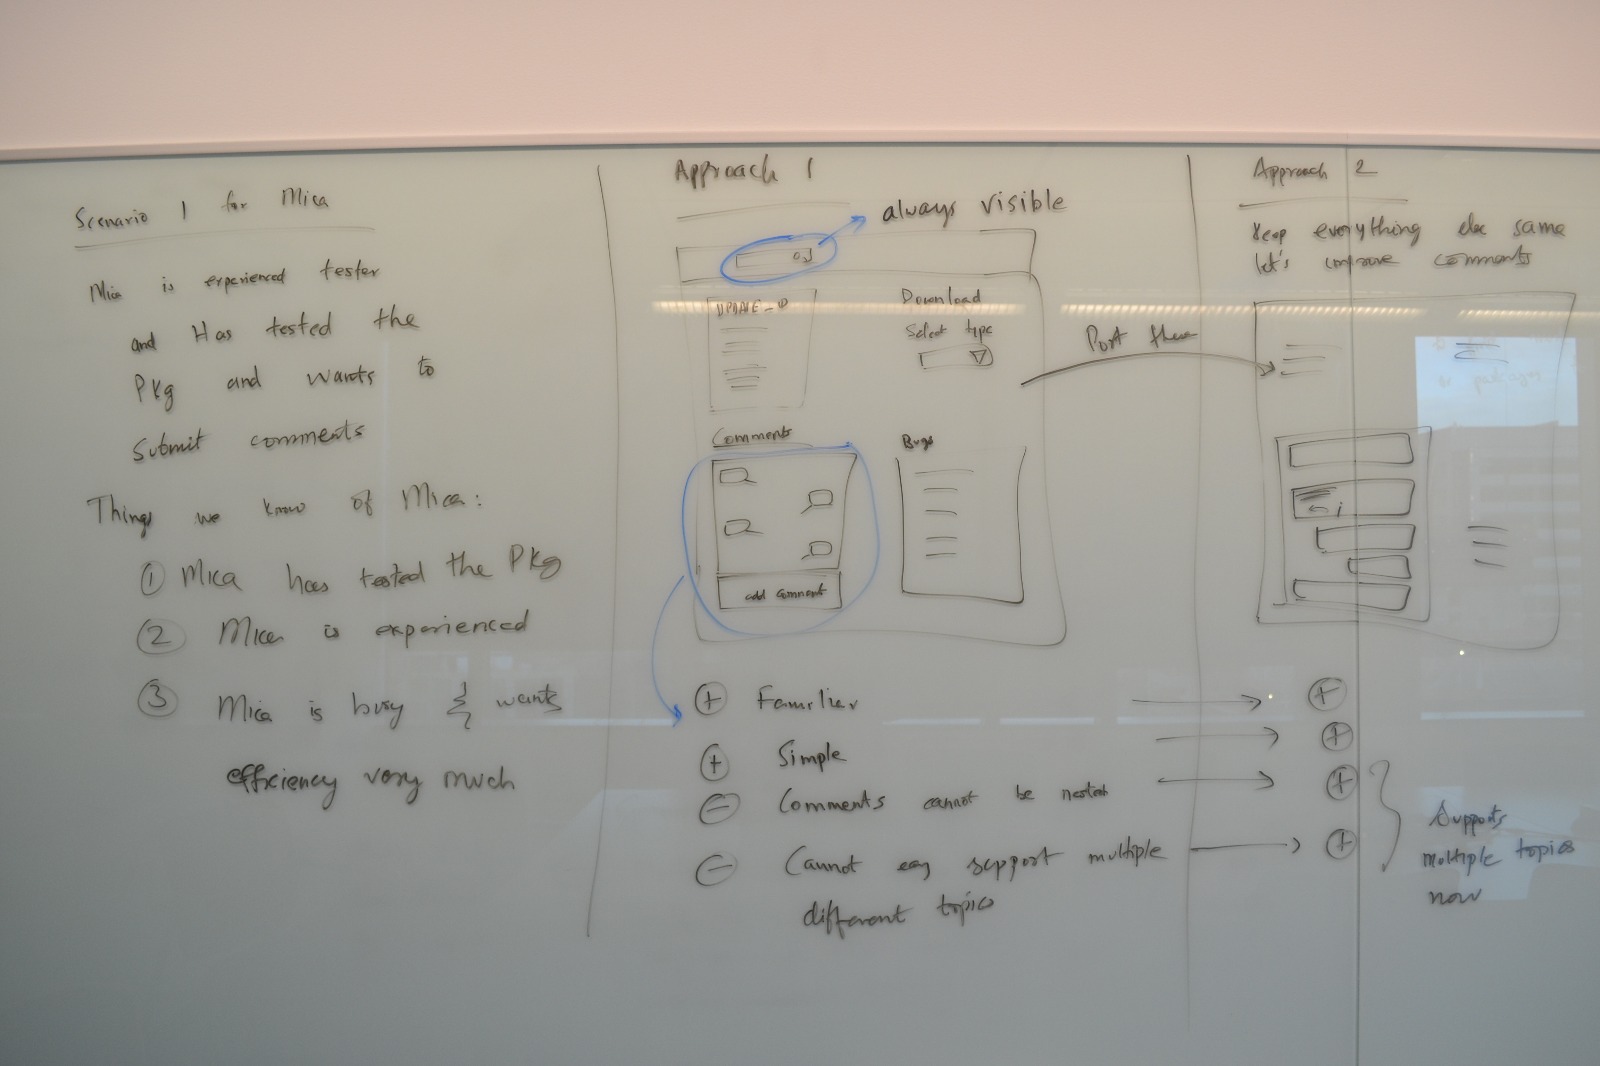 Scenario 1 for Mica
Mica is experienced tester
and Has tested the
Pkg and wants to
Submit comments
Things we know of Mica:
1 Mica has tested the Pkg
2 Mica is experienced
3 Mica is busy & wants
efficiency very much
Approach 1
always visible
UPDATE_ID
Download
Select type
Comments
Bugs
add comment
+ Familier
+ Simple
- Comments cannot be nested
- Cannot easy support multiple
different topics
Port these
Approach 2
Keep everything else same
let's improve comments
+
+
+
+
Supports
multiple topics
now